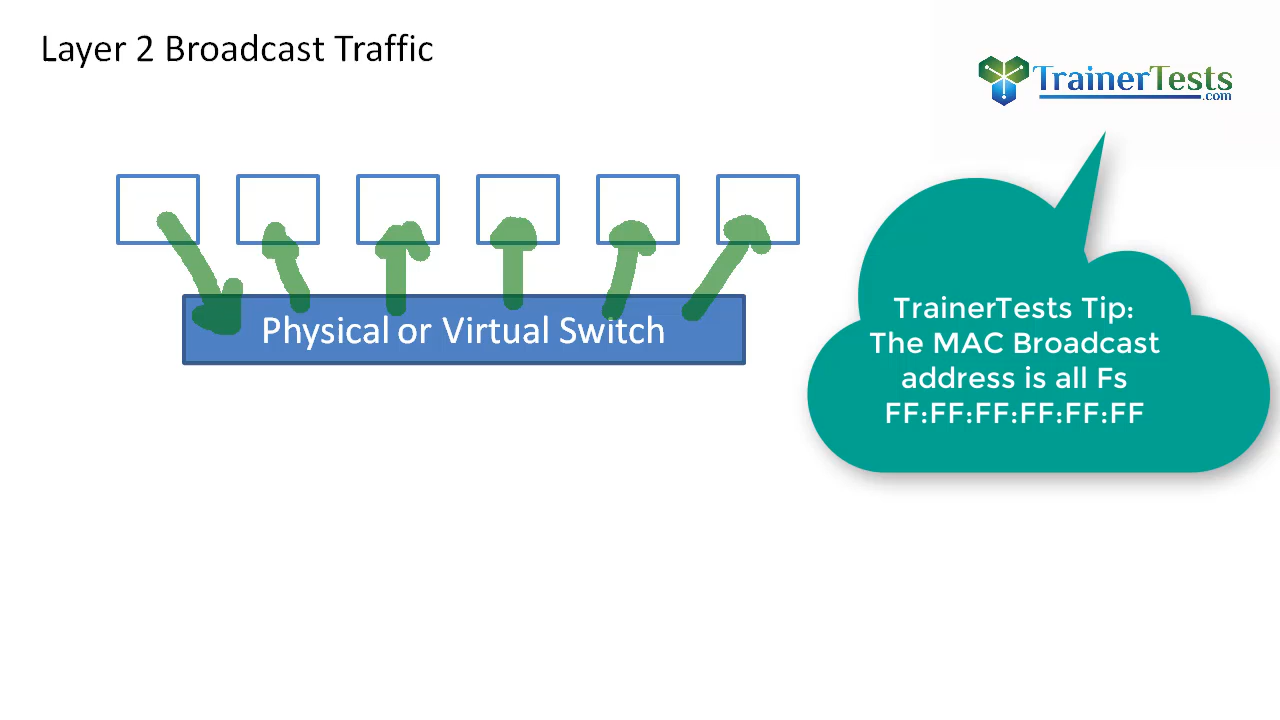 Layer 2 Broadcast Traffic
TrainerTests
.com
Physical or Virtual Switch
TrainerTests Tip:
The MAC Broadcast
address is all Fs
FF:FF:FF:FF:FF:FF